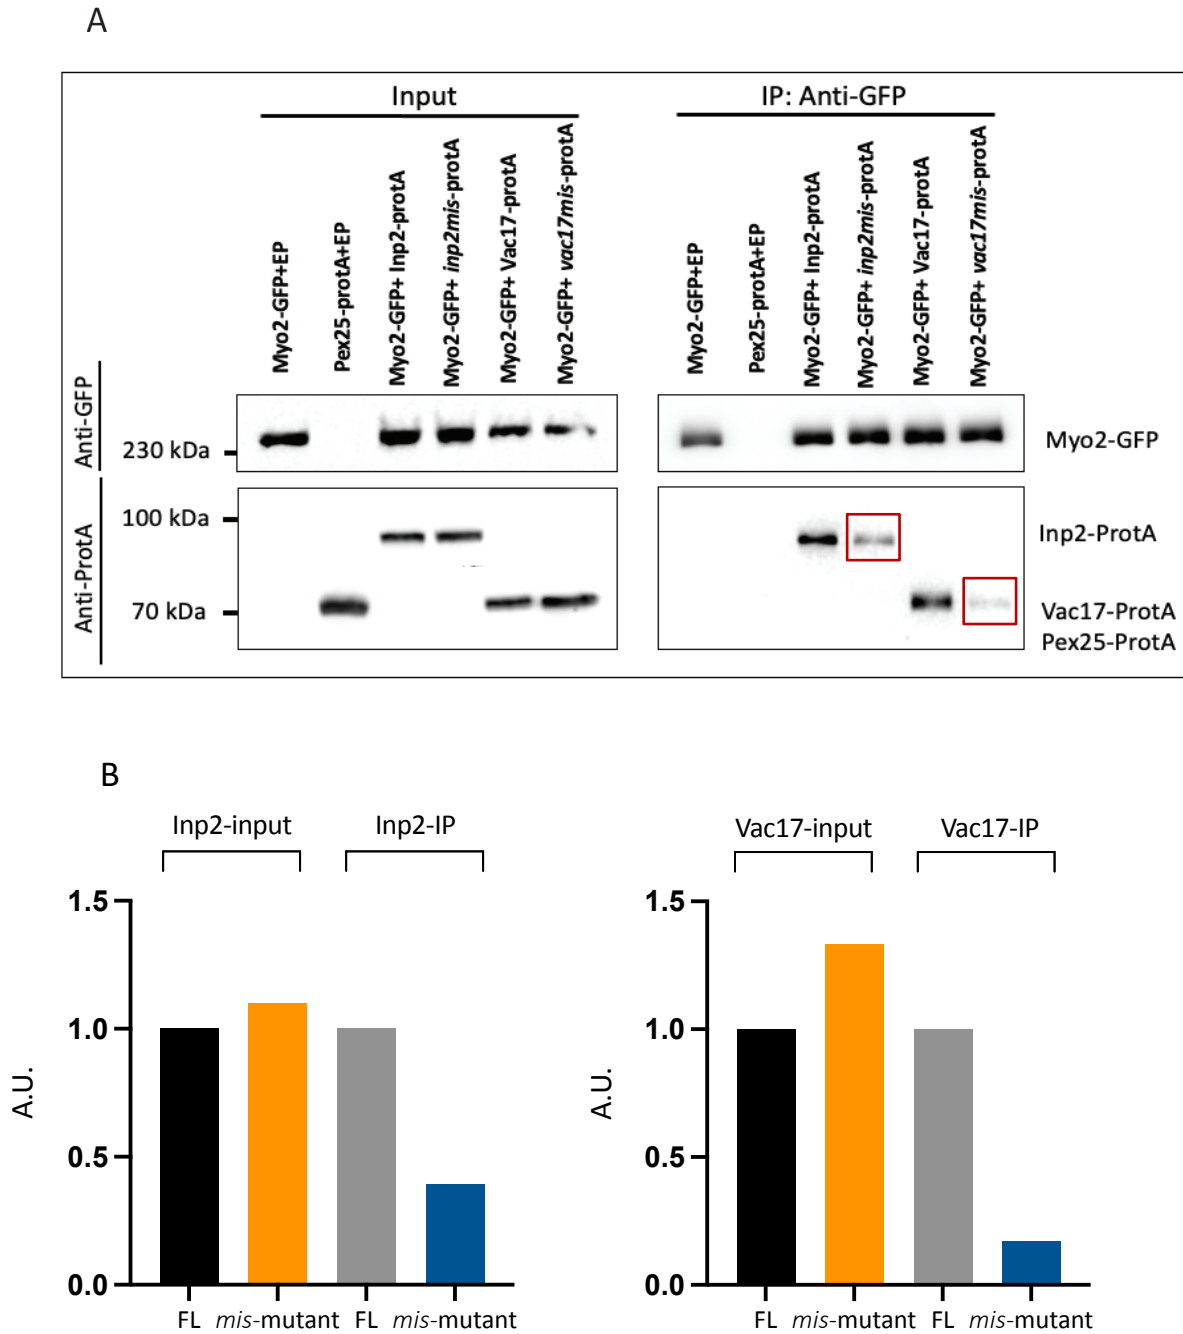 A
Input
IP: Anti-GFP
Myo2-GFP+EP
Pex25-protA+EP
Myo2-GFP+ Inp2-protA
Myo2-GFP+ inp2mis-protA
Myo2-GFP+ Vac17-protA
Myo2-GFP+ vac17mis-protA
Myo2-GFP+EP
Pex25-protA+EP
Myo2-GFP+ Inp2-protA
Myo2-GFP+ inp2mis-protA
Myo2-GFP+ Vac17-protA
Myo2-GFP+ vac17mis-protA
Anti-GFP
230 kDa
Myo2-GFP
Anti-ProtA
100 kDa
70 kDa
Inp2-ProtA
Vac17-ProtA
Pex25-ProtA
B
Inp2-input
Inp2-IP
A.U.
1.5
1.0
0.5
0.0
FL
mis-mutant
FL
mis-mutant
Vac17-input
Vac17-IP
A.U.
1.5
1.0
0.5
0.0
FL
mis-mutant
FL
mis-mutant